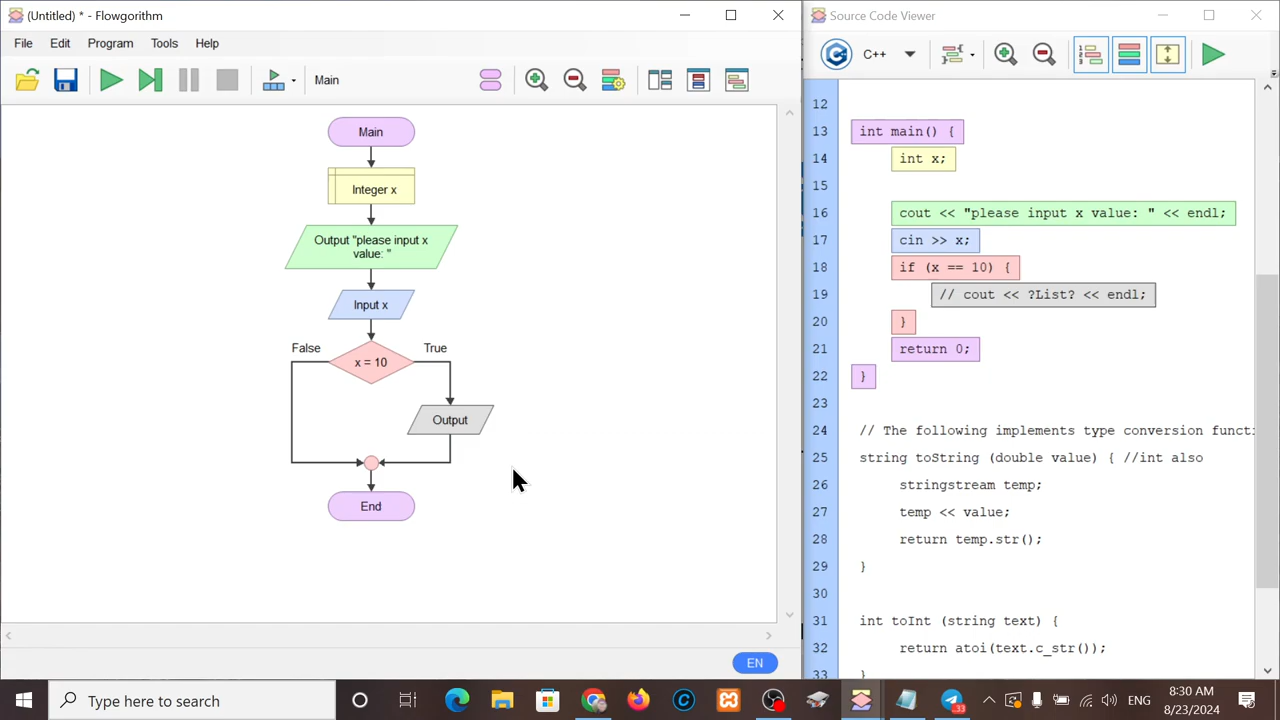 (Untitled) * - Flowgorithm
File Edit Program Tools Help
Main
Main
Integer x
Output "please input x
value: "
Input x
False
True
x = 10
Output
End
EN
Source Code Viewer
C++
12
13 int main() {
14 int x;
15
16 cout << "please input x value: " << endl;
17 cin >> x;
18 if (x == 10) {
19 // cout << ?List? << endl;
20 }
21 return 0;
22 }
23
24 // The following implements type conversion functi
25 string toString (double value) { //int also
26 stringstream temp;
27 temp << value;
28 return temp.str();
29 }
30
31 int toInt (string text) {
32 return atoi(text.c_str());
33 }
Type here to search
33
ENG
8:30 AM
8/23/2024